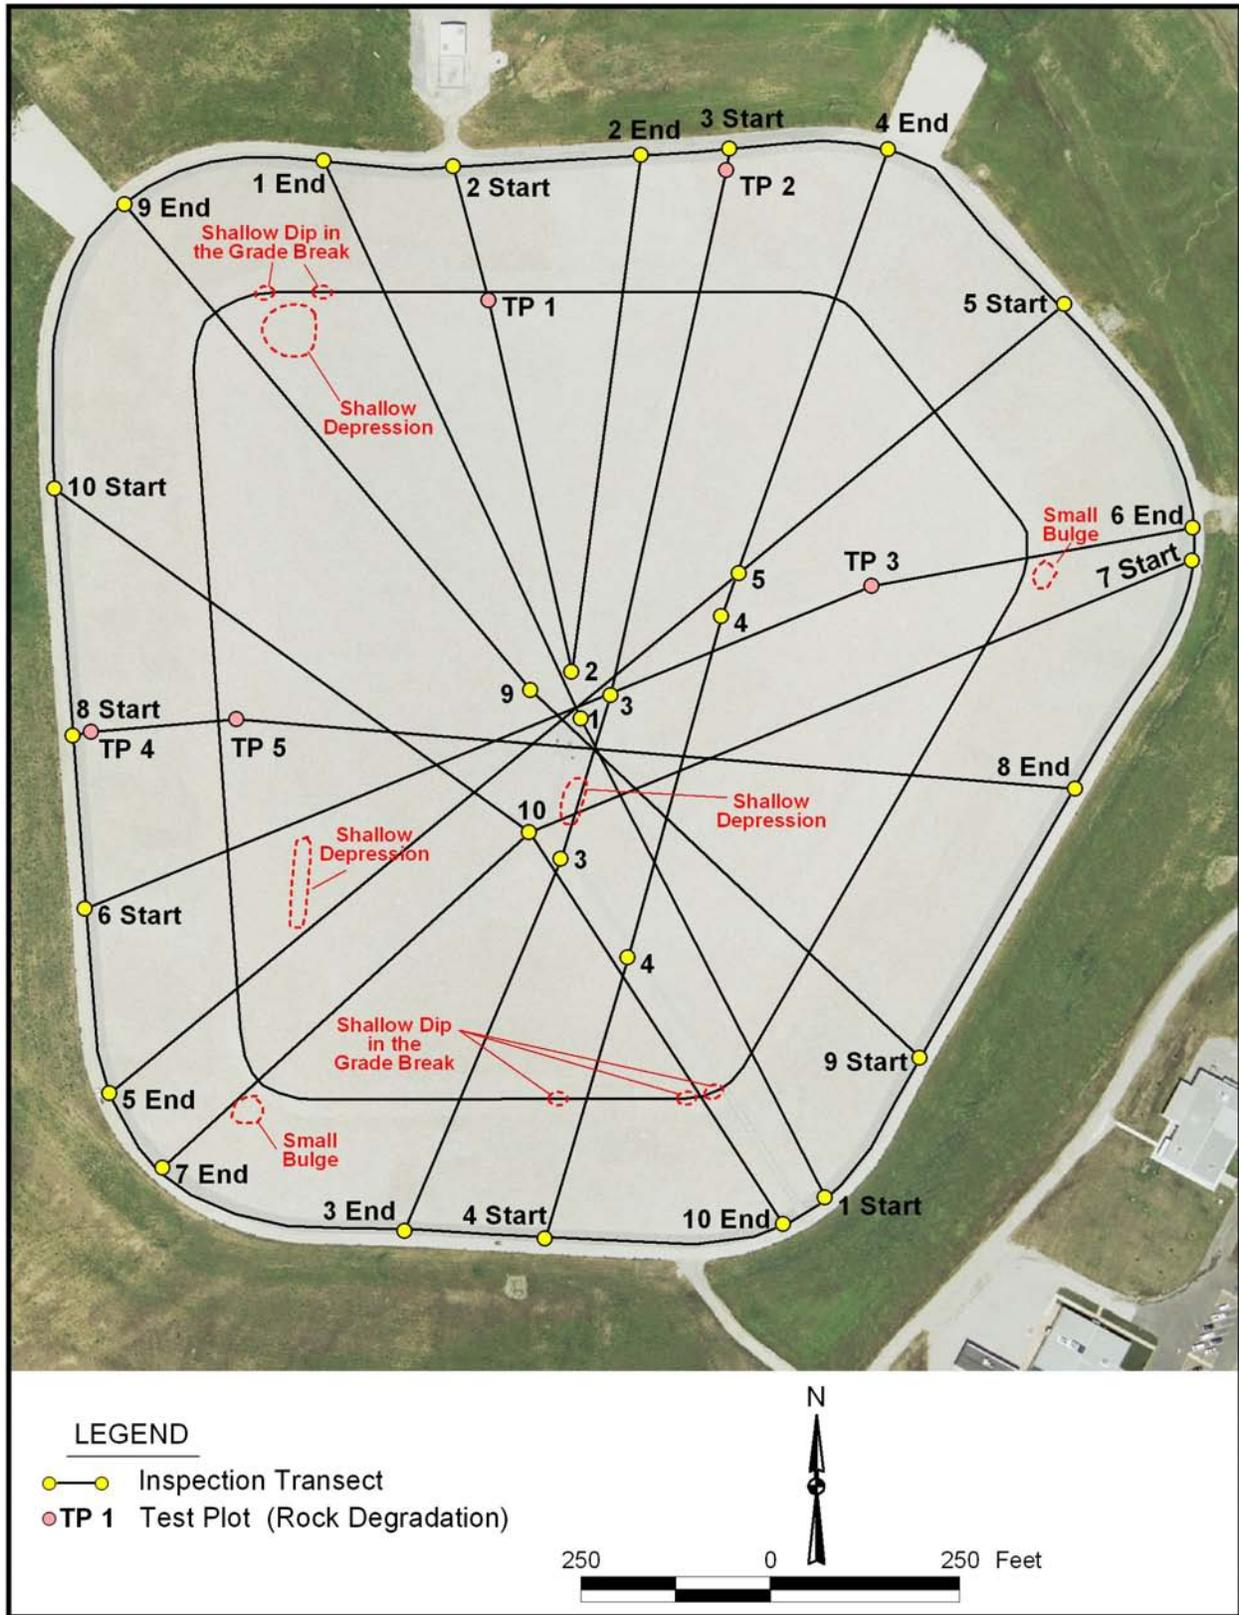 3 Start
4 End
2 End
1 End
2 Start
TP 2
9 End
Shallow Dip in
the Grade Break
TP 1
5 Start
Shallow
Depression
10 Start
Small
Bulge
6 End
TP 3
7 Start
5
4
2
9
3
1
8 Start
TP 4
TP 5
8 End
10
Shallow
Depression
Shallow
Depression
3
6 Start
4
Shallow Dip
in the
Grade Break
9 Start
5 End
Small
Bulge
7 End
3 End
4 Start
10 End
1 Start
N
LEGEND
Inspection Transect
TP 1 Test Plot (Rock Degradation)
250 0 250 Feet